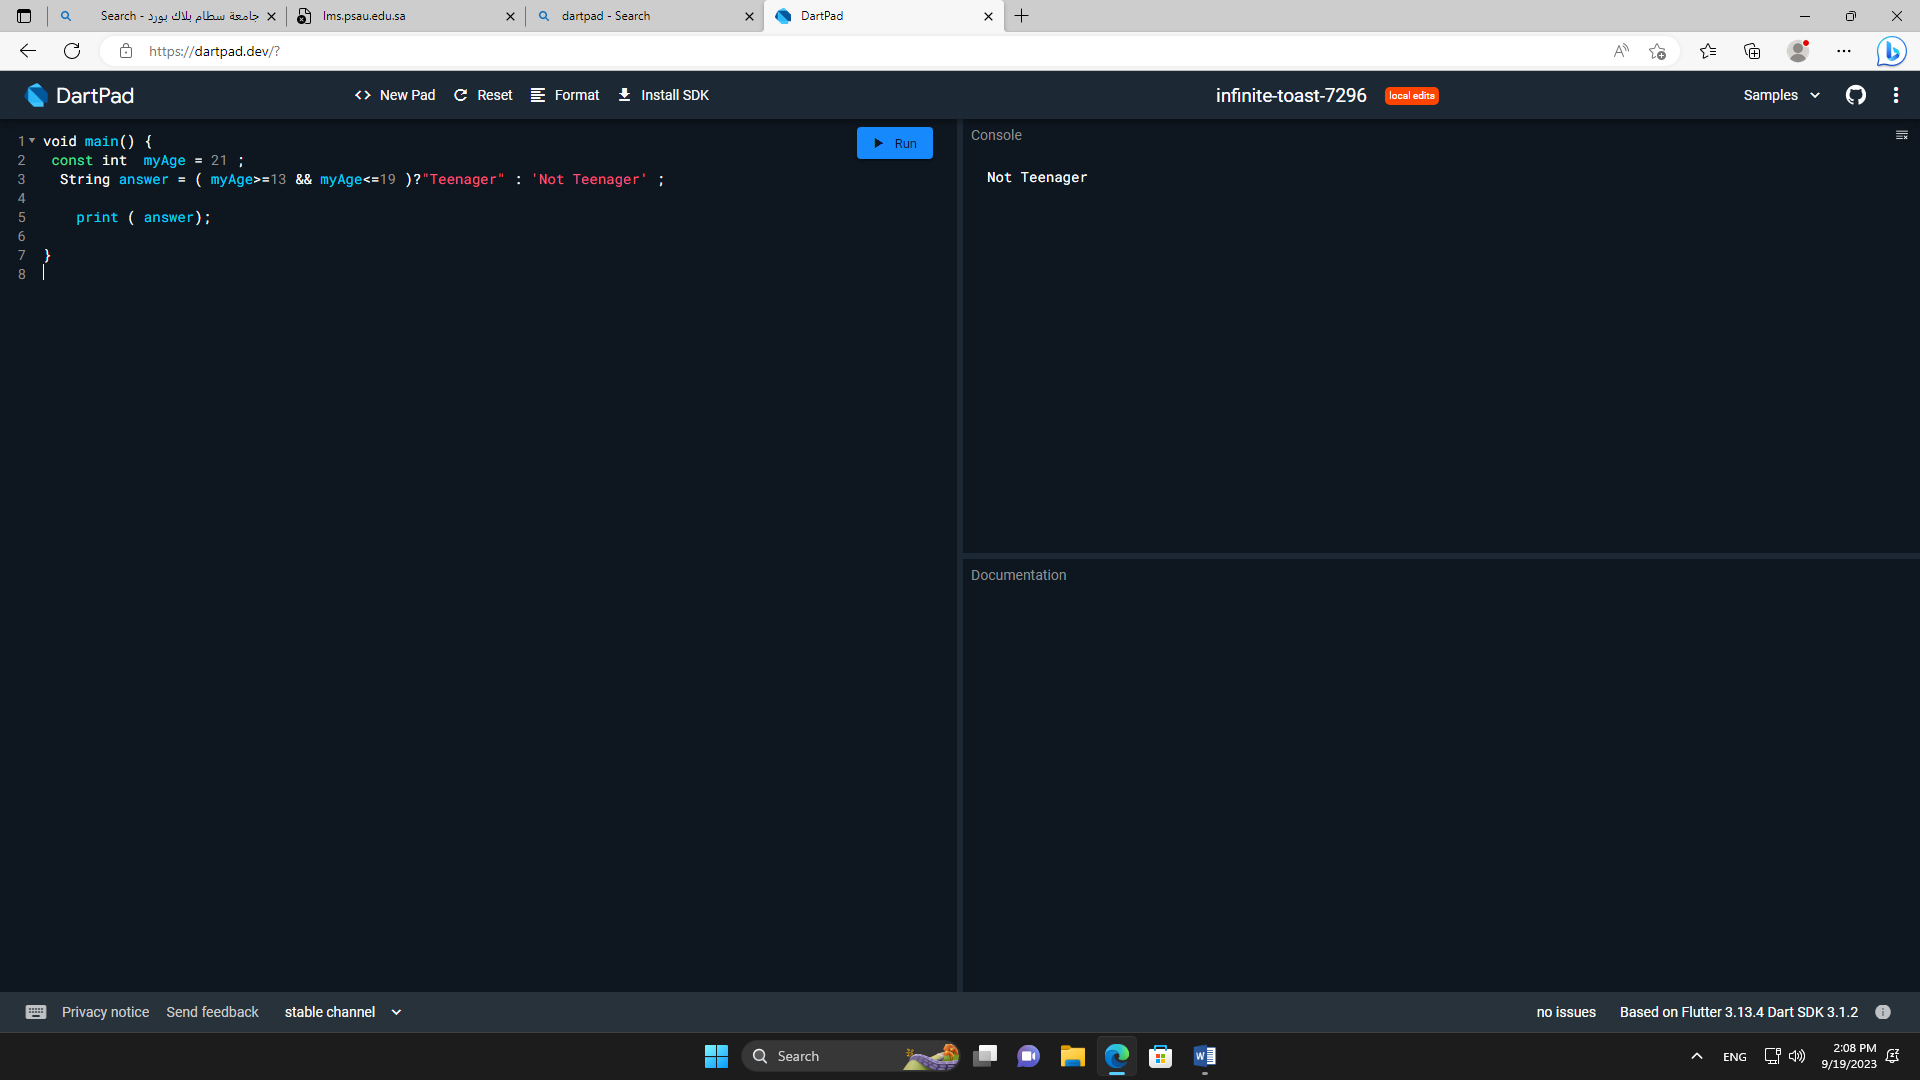 جامعة سطام بلاك بورد - Search
lms.psau.edu.sa
dartpad - Search
DartPad
https://dartpad.dev/?
DartPad
New Pad
Reset
Format
Install SDK
infinite-toast-7296
local edits
Samples
1 void main() {
2  const int  myAge = 21 ;
3   String answer = ( myAge>=13 && myAge<=19 )?"Teenager" : 'Not Teenager' ;
4
5     print ( answer);
6
7 }
8
Run
Console
Not Teenager
Documentation
Privacy notice
Send feedback
stable channel
no issues
Based on Flutter 3.13.4 Dart SDK 3.1.2
Search
ENG
2:08 PM
9/19/2023